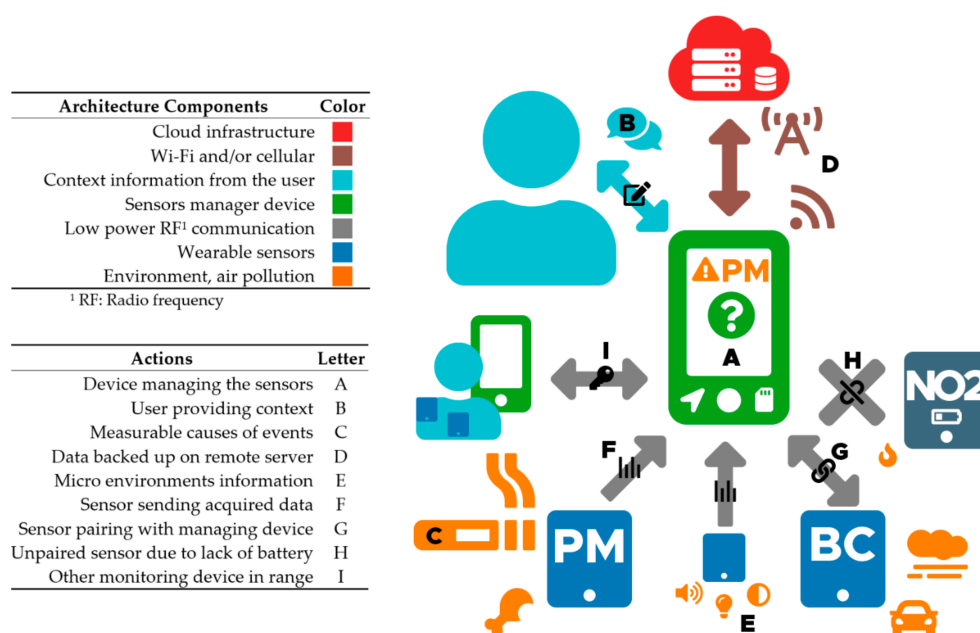 Architecture Components Color
Cloud infrastructure
Wi-Fi and/or cellular
Context information from the user
Sensors manager device
Low power RF¹ communication
Wearable sensors
Environment, air pollution
¹ RF: Radio frequency
Actions Letter
Device managing the sensors A
User providing context B
Measurable causes of events C
Data backed up on remote server D
Micro environments information E
Sensor sending acquired data F
Sensor pairing with managing device G
Unpaired sensor due to lack of battery H
Other monitoring device in range I
B
D
PM
?
A
I
H
NO2
F
G
C
PM
BC
E